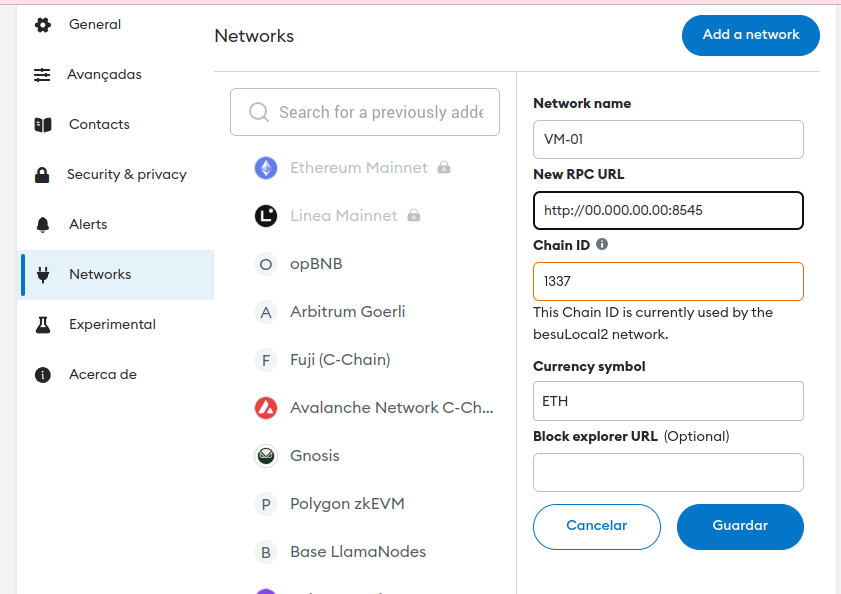 General
Avançadas
Contacts
Security & privacy
Alerts
Networks
Experimental
Acerca de
Networks
Add a network
Search for a previously adde
Ethereum Mainnet
Linea Mainnet
O opBNB
A Arbitrum Goerli
F Fuji (C-Chain)
Avalanche Network C-Ch...
Gnosis
P Polygon zkEVM
B Base LlamaNodes
Network name
VM-01
New RPC URL
http://00.000.00.00:8545
Chain ID
1337
This Chain ID is currently used by the
besuLocal2 network.
Currency symbol
ETH
Block explorer URL (Optional)
Cancelar
Guardar